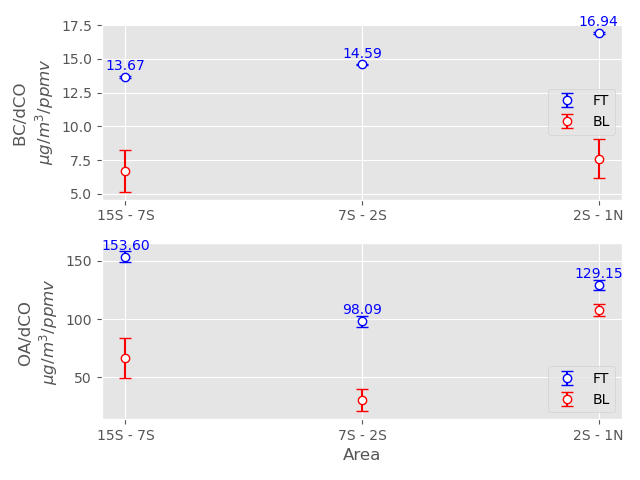 17.5
15.0
12.5
10.0
7.5
5.0
BC/dCO
μg/m³/ppmv
13.67
14.59
16.94
FT
BL
15S - 7S
7S - 2S
2S - 1N
150
100
50
OA/dCO
μg/m³/ppmv
153.60
98.09
129.15
FT
BL
15S - 7S
7S - 2S
2S - 1N
Area